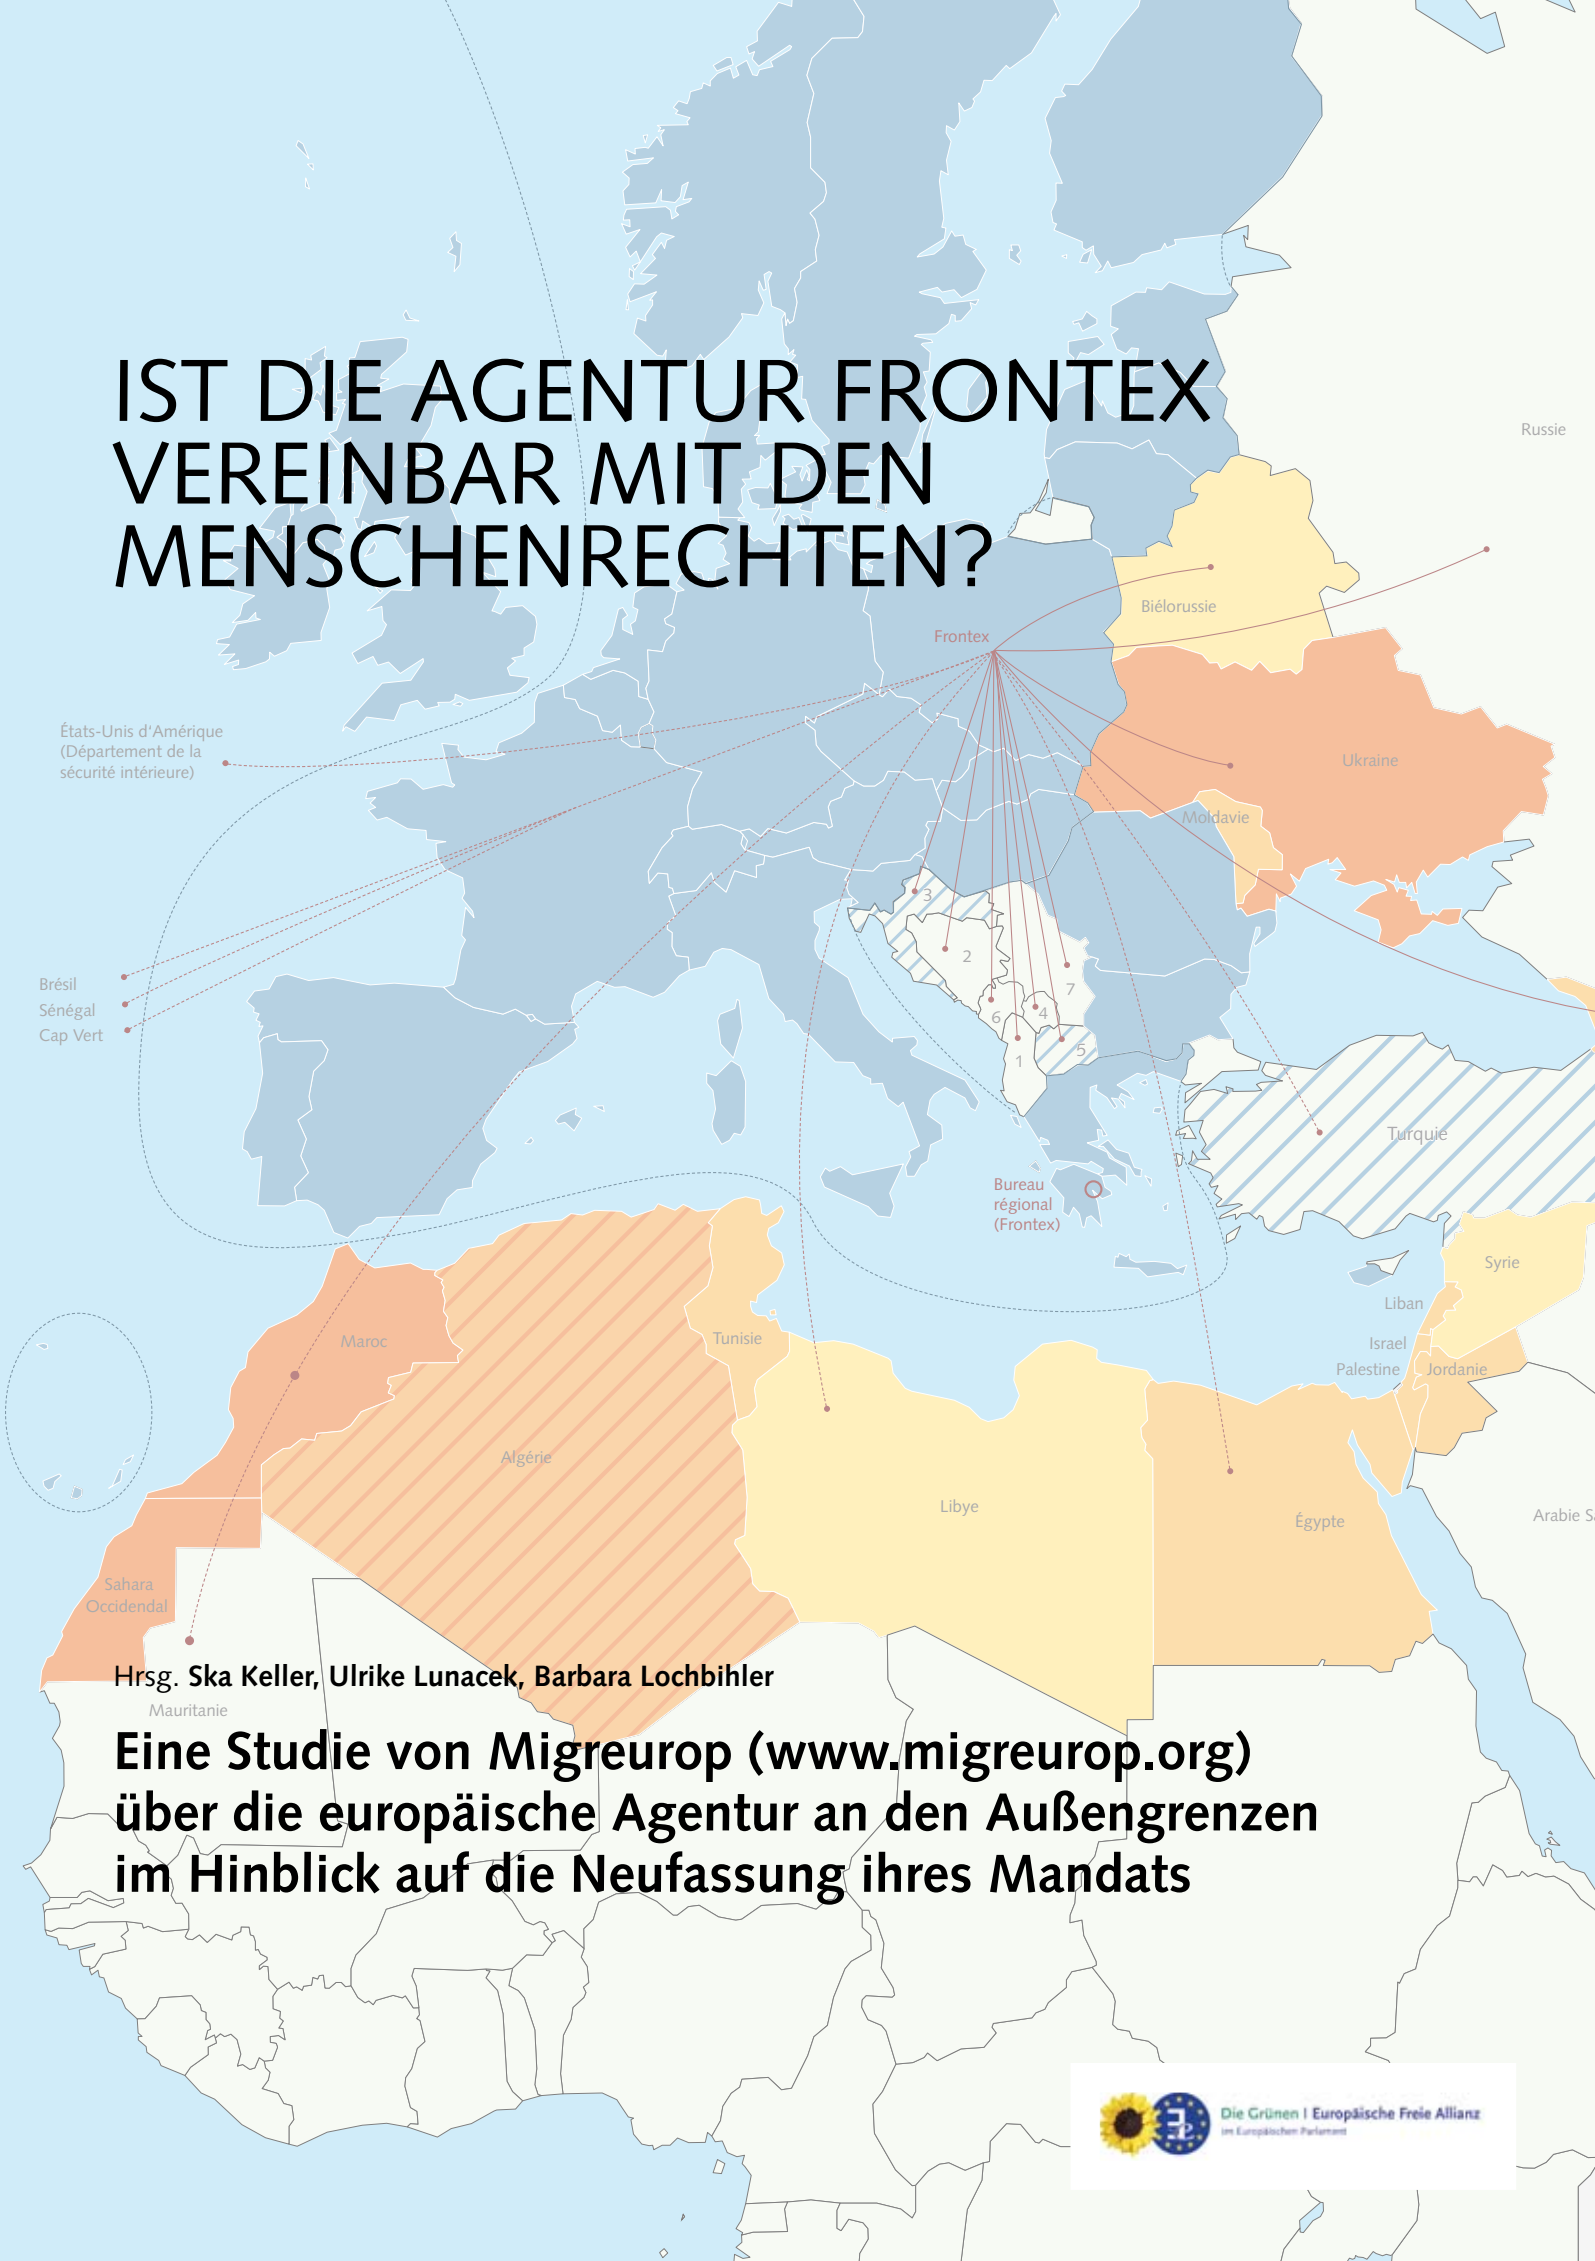 IST DIE AGENTUR FRONTEX
VEREINBAR MIT DEN
MENSCHENRECHTEN?
Russie
Biélorussie
Frontex
États-Unis d'Amérique
(Département de la
sécurité intérieure)
Ukraine
Moldavie
3
2
Brésil
Sénégal
Cap Vert
7
6
4
5
1
Turquie
Bureau
régional
(Frontex)
Syrie
Liban
Israel
Palestine
Jordanie
Maroc
Tunisie
Algérie
Libye
Égypte
Arabie S
Sahara
Occidendal
Hrsg. Ska Keller, Ulrike Lunacek, Barbara Lochbihler
Mauritanie
Eine Studie von Migreurop (www.migreurop.org)
über die europäische Agentur an den Außengrenzen
im Hinblick auf die Neufassung ihres Mandats
Die Grünen | Europäische Freie Allianz
im Europäischen Parlament